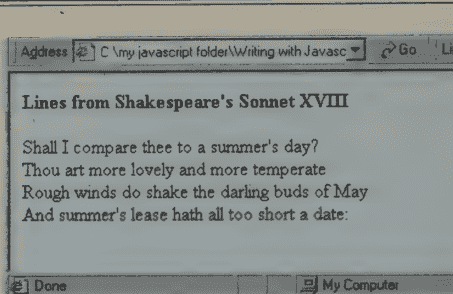 Address C \my javascript folder\Writing with Javasc Go Li
Lines from Shakespeare's Sonnet XVIII
Shall I compare thee to a summer's day?
Thou art more lovely and more temperate
Rough winds do shake the darling buds of May
And summer's lease hath all too short a date:
Done My Computer